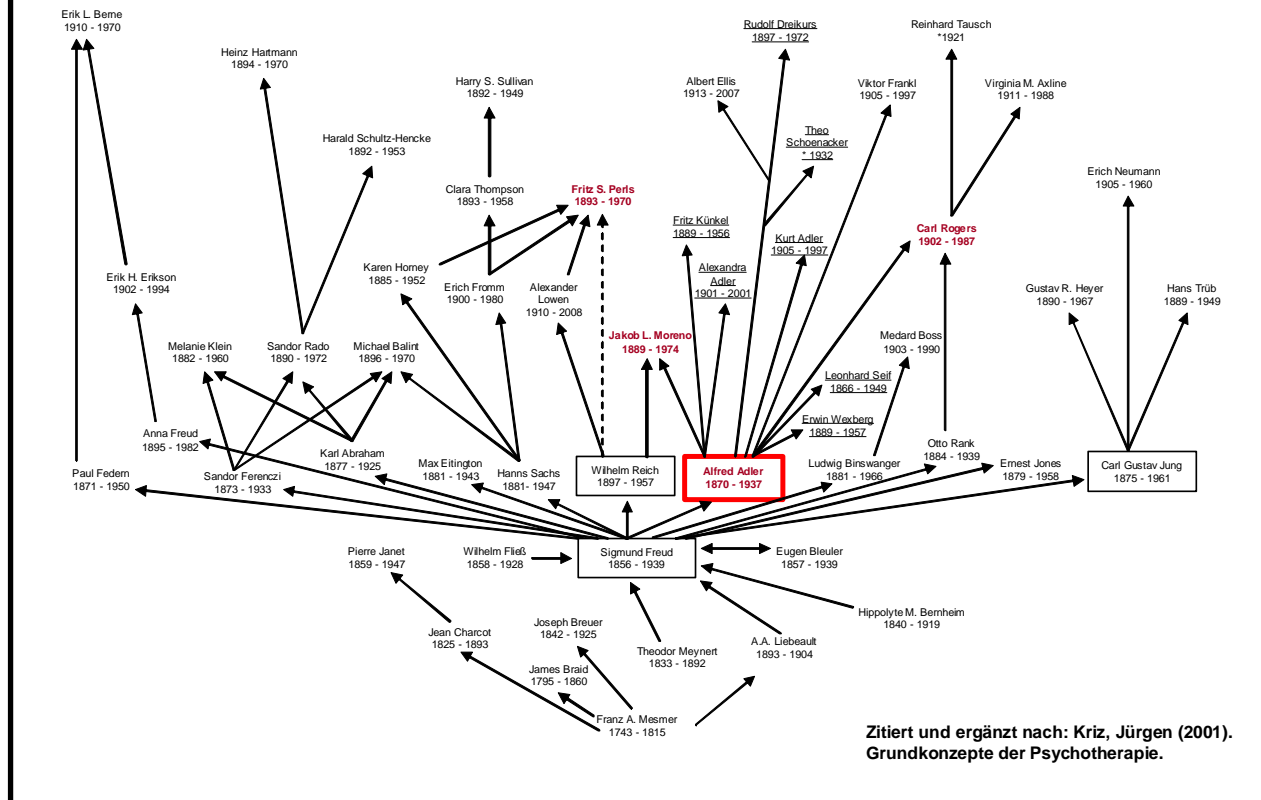 Erik L. Berne
1910 - 1970
Rudolf Dreikurs
1897 - 1972
Reinhard Tausch
*1921
Heinz Hartmann
1894 - 1970
Harry S. Sullivan
1892 - 1949
Albert Ellis
1913 - 2007
Viktor Frankl
1905 - 1997
Virginia M. Axline
1911 - 1988
Harald Schultz-Hencke
1892 - 1953
Theo
Schoenacker
* 1932
Erich Neumann
1905 - 1960
Clara Thompson
1893 - 1958
Fritz S. Perls
1893 - 1970
Fritz Künkel
1889 - 1956
Kurt Adler
1905 - 1997
Carl Rogers
1902 - 1987
Erik H. Erikson
1902 - 1994
Karen Horney
1885 - 1952
Erich Fromm
1900 - 1980
Alexander
Lowen
1910 - 2008
Alexandra
Adler
1901 - 2001
Gustav R. Heyer
1890 - 1967
Hans Trüb
1889 - 1949
Melanie Klein
1882 - 1960
Sandor Rado
1890 - 1972
Michael Balint
1896 - 1970
Jakob L. Moreno
1889 - 1974
Medard Boss
1903 - 1990
Leonhard Seif
1866 - 1949
Erwin Wexberg
1889 - 1957
Anna Freud
1895 - 1982
Otto Rank
1884 - 1939
Paul Federn
1871 - 1950
Sandor Ferenczi
1873 - 1933
Karl Abraham
1877 - 1925
Max Eitington
1881 - 1943
Hanns Sachs
1881- 1947
Wilhelm Reich
1897 - 1957
Alfred Adler
1870 - 1937
Ludwig Binswanger
1881 - 1966
Ernest Jones
1879 - 1958
Carl Gustav Jung
1875 - 1961
Pierre Janet
1859 - 1947
Wilhelm Fließ
1858 - 1928
Sigmund Freud
1856 - 1939
Eugen Bleuler
1857 - 1939
Hippolyte M. Bernheim
1840 - 1919
Jean Charcot
1825 - 1893
Joseph Breuer
1842 - 1925
Theodor Meynert
1833 - 1892
A.A. Liebeault
1893 - 1904
James Braid
1795 - 1860
Franz A. Mesmer
1743 - 1815
Zitiert und ergänzt nach: Kriz, Jürgen (2001).
Grundkonzepte der Psychotherapie.